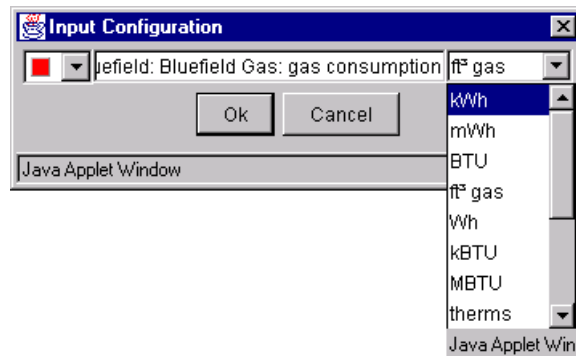 Input Configuration
uefield: Bluefield Gas: gas consumption ft³ gas
Ok Cancel
Java Applet Window
kWh
mWh
BTU
ft³ gas
Wh
kBTU
MBTU
therms
Java Applet Win